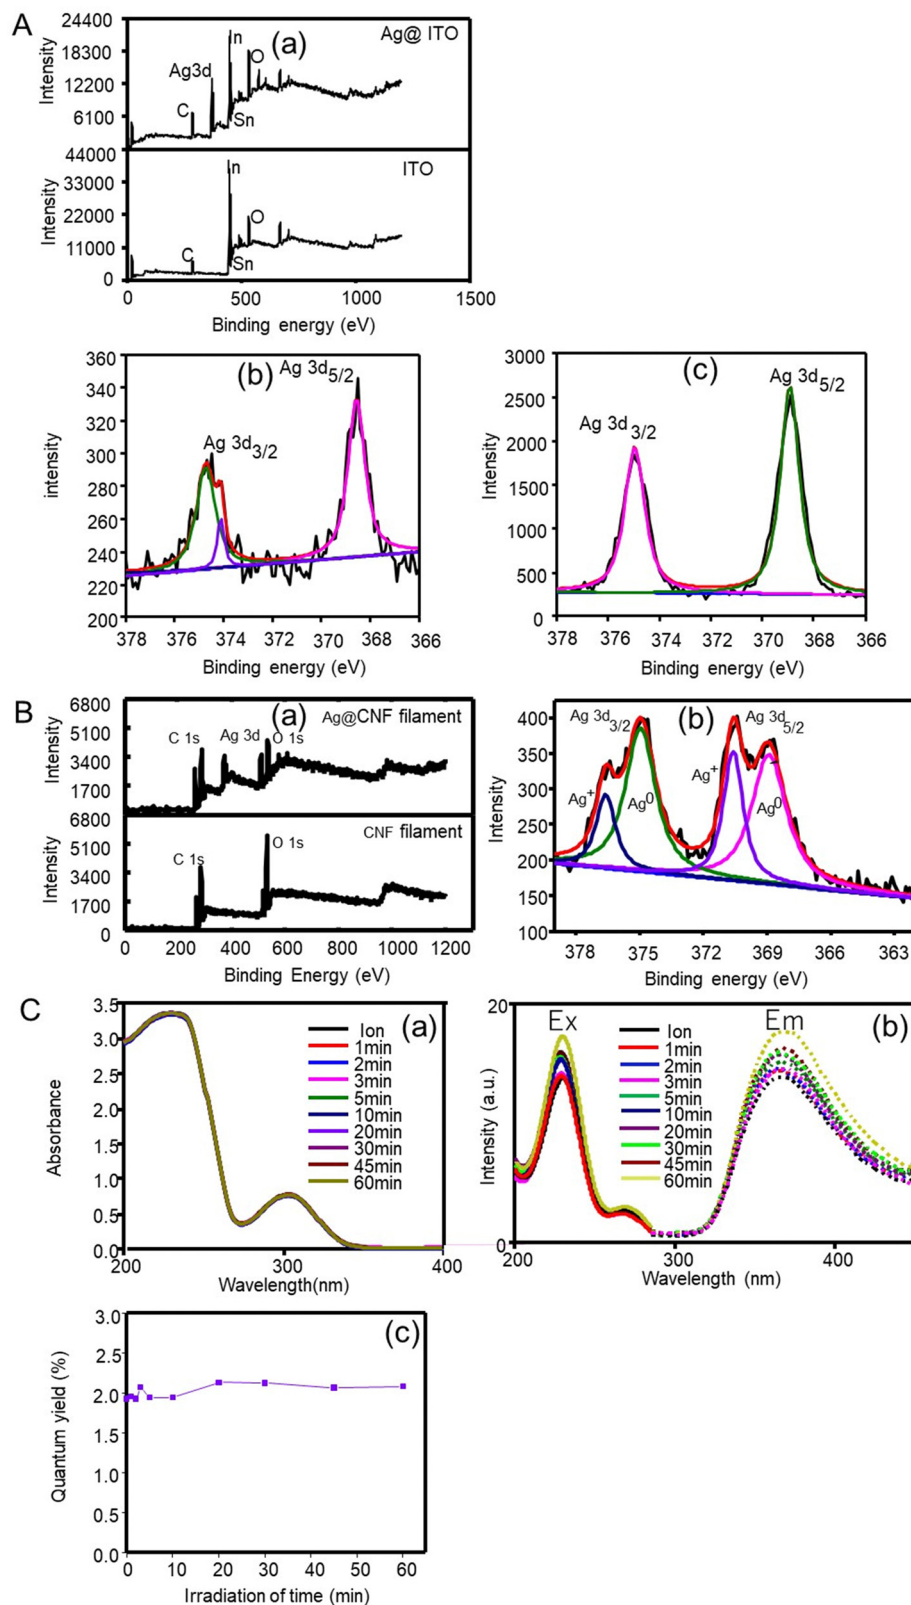 A
24400
18300
12200
6100
Intensity
In
(a)
Ag@ ITO
Ag3d
O
C
Sn
44000
33000
22000
11000
0
Intensity
In
ITO
O
C
Sn
0
500
1000
1500
Binding energy (eV)
360
340
320
300
280
260
240
220
200
intensity
(b)
Ag 3d5/2
Ag 3d3/2
378
376
374
372
370
368
366
Binding energy (eV)
3000
2500
2000
1500
1000
500
0
Intensity
(c)
Ag 3d5/2
Ag 3d3/2
378
376
374
372
370
368
366
Binding energy (eV)
B
6800
5100
3400
1700
Intensity
(a)
Ag@CNF filament
C 1s
Ag 3d
O 1s
6800
5100
3400
1700
0
Intensity
CNF filament
O 1s
C 1s
0
200
400
600
800
1000
1200
Binding Energy (eV)
400
350
300
250
200
150
100
Intensity
Ag 3d3/2
(b)
Ag 3d5/2
Ag+
Ag0
Ag+
Ag0
378
375
372
369
366
363
Binding energy (eV)
C
3.5
3.0
2.5
2.0
1.5
1.0
0.5
0.0
Absorbance
(a)
Ion
1min
2min
3min
5min
10min
20min
30min
45min
60min
200
300
400
Wavelength(nm)
20
0
Intensity (a.u.)
Ex
Em
(b)
Ion
1min
2min
3min
5min
10min
20min
30min
45min
60min
200
300
400
Wavelength (nm)
3.0
2.5
2.0
1.5
1.0
0.5
0.0
Quantum yield (%)
(c)
0
10
20
30
40
50
60
Irradiation of time (min)